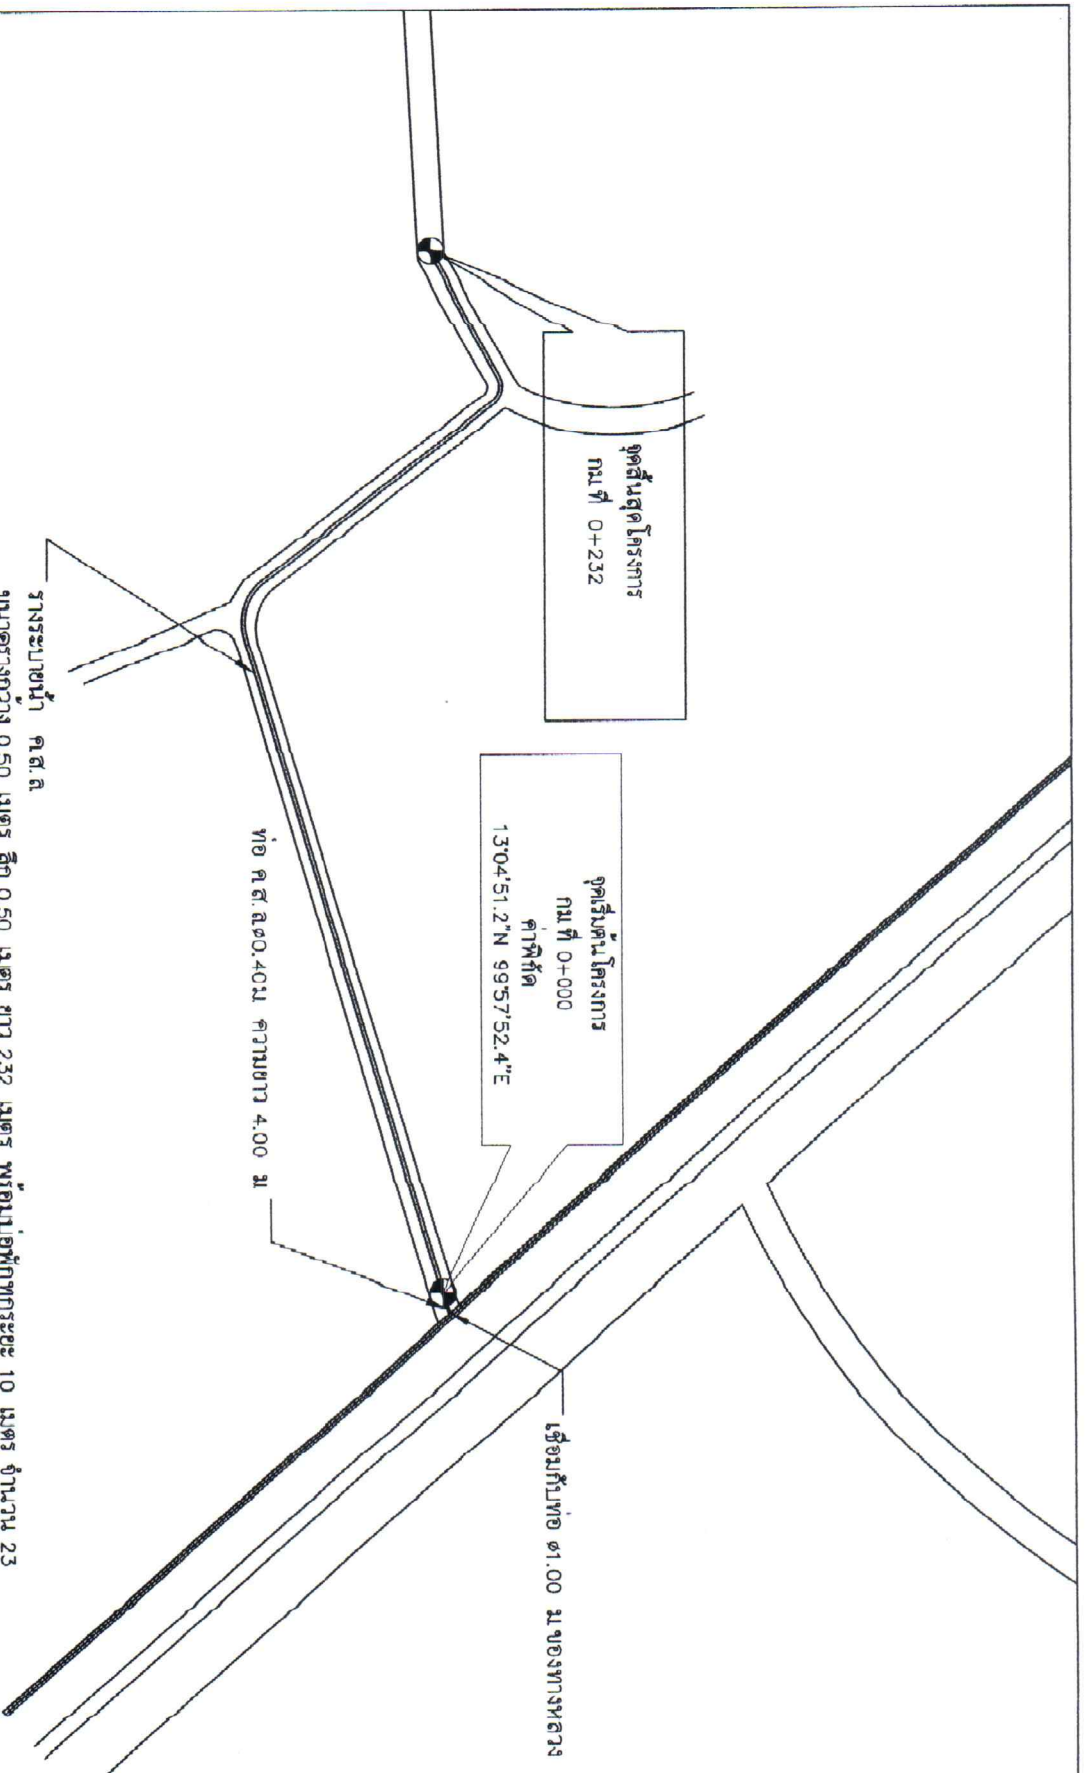 จุดสิ้นสุดโครงการ
กม.ที่ 0+232
จุดเริ่มต้นโครงการ
กม.ที่ 0+000
ค่าพิกัด
13°04'51.2"N 99°57'52.4"E
เชื่อมกับท่อ ø1.00 ม.ของทางหลวง
ท่อ ค.ส.ล.ø0.40ม ความยาว 4.00 ม
รางระบายน้ำ ค.ส.ล
ขนาดรางกว้าง 0.50 เมตร ลึก 0.50 เมตร ยาว 232 เมตร พร้อมบ่อพักทุกระยะ 10 เมตร จำนวน 23